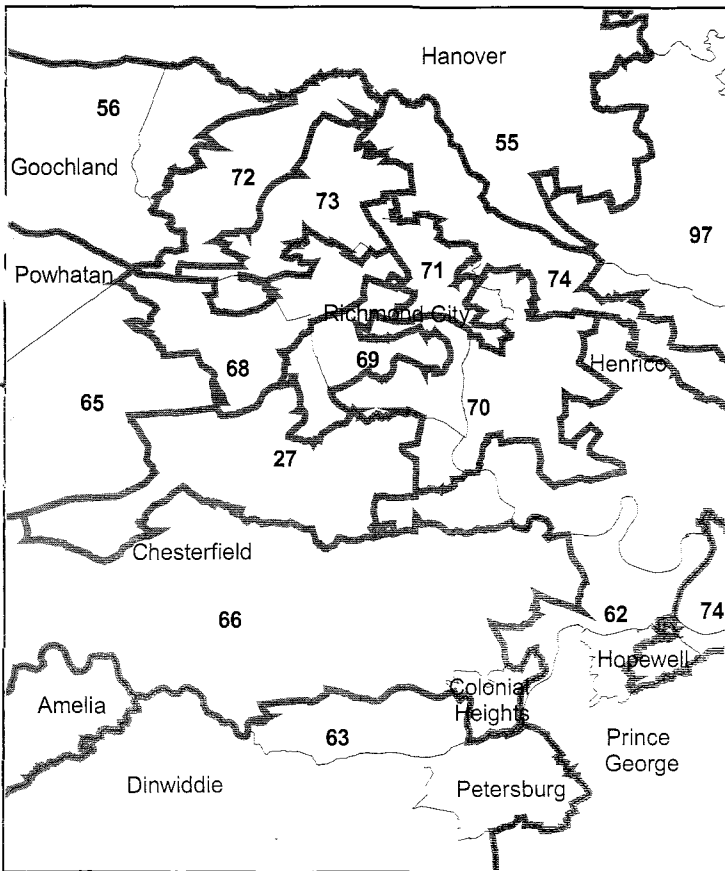 Hanover
56
55
Goochland
72
73
97
Powhatan
71
74
Richmond City
69
Henrico
68
65
70
27
Chesterfield
66
62
74
Hopewell
Colonial
Heights
Amelia
63
Prince
George
Dinwiddie
Petersburg